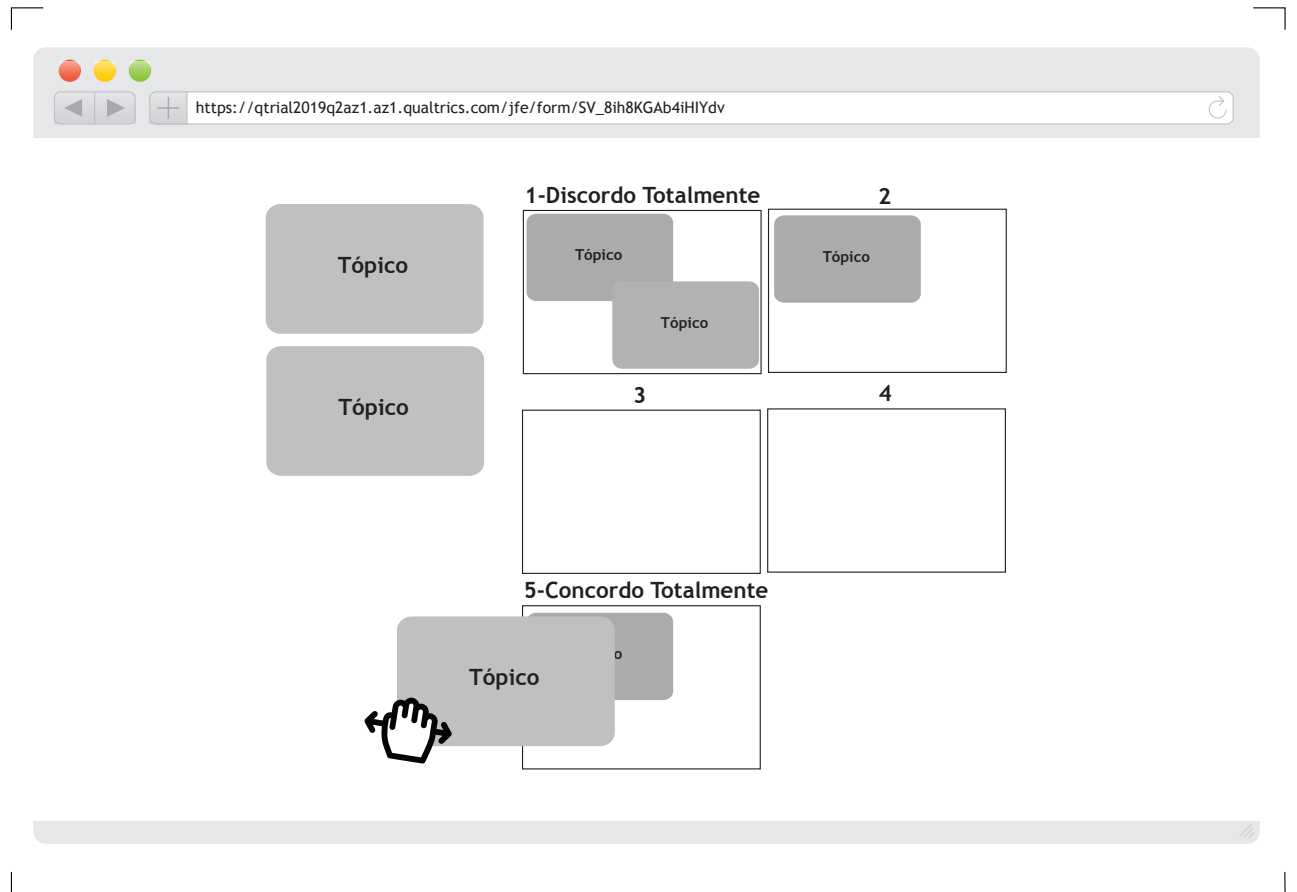 https://qtrial2019q2az1.az1.qualtrics.com/jfe/form/SV_8ih8KGAb4iHIYdv
1-Discordo Totalmente
2
Tópico
Tópico
Tópico
Tópico
Tópico
3
4
Tópico
5-Concordo Totalmente
o
Tópico